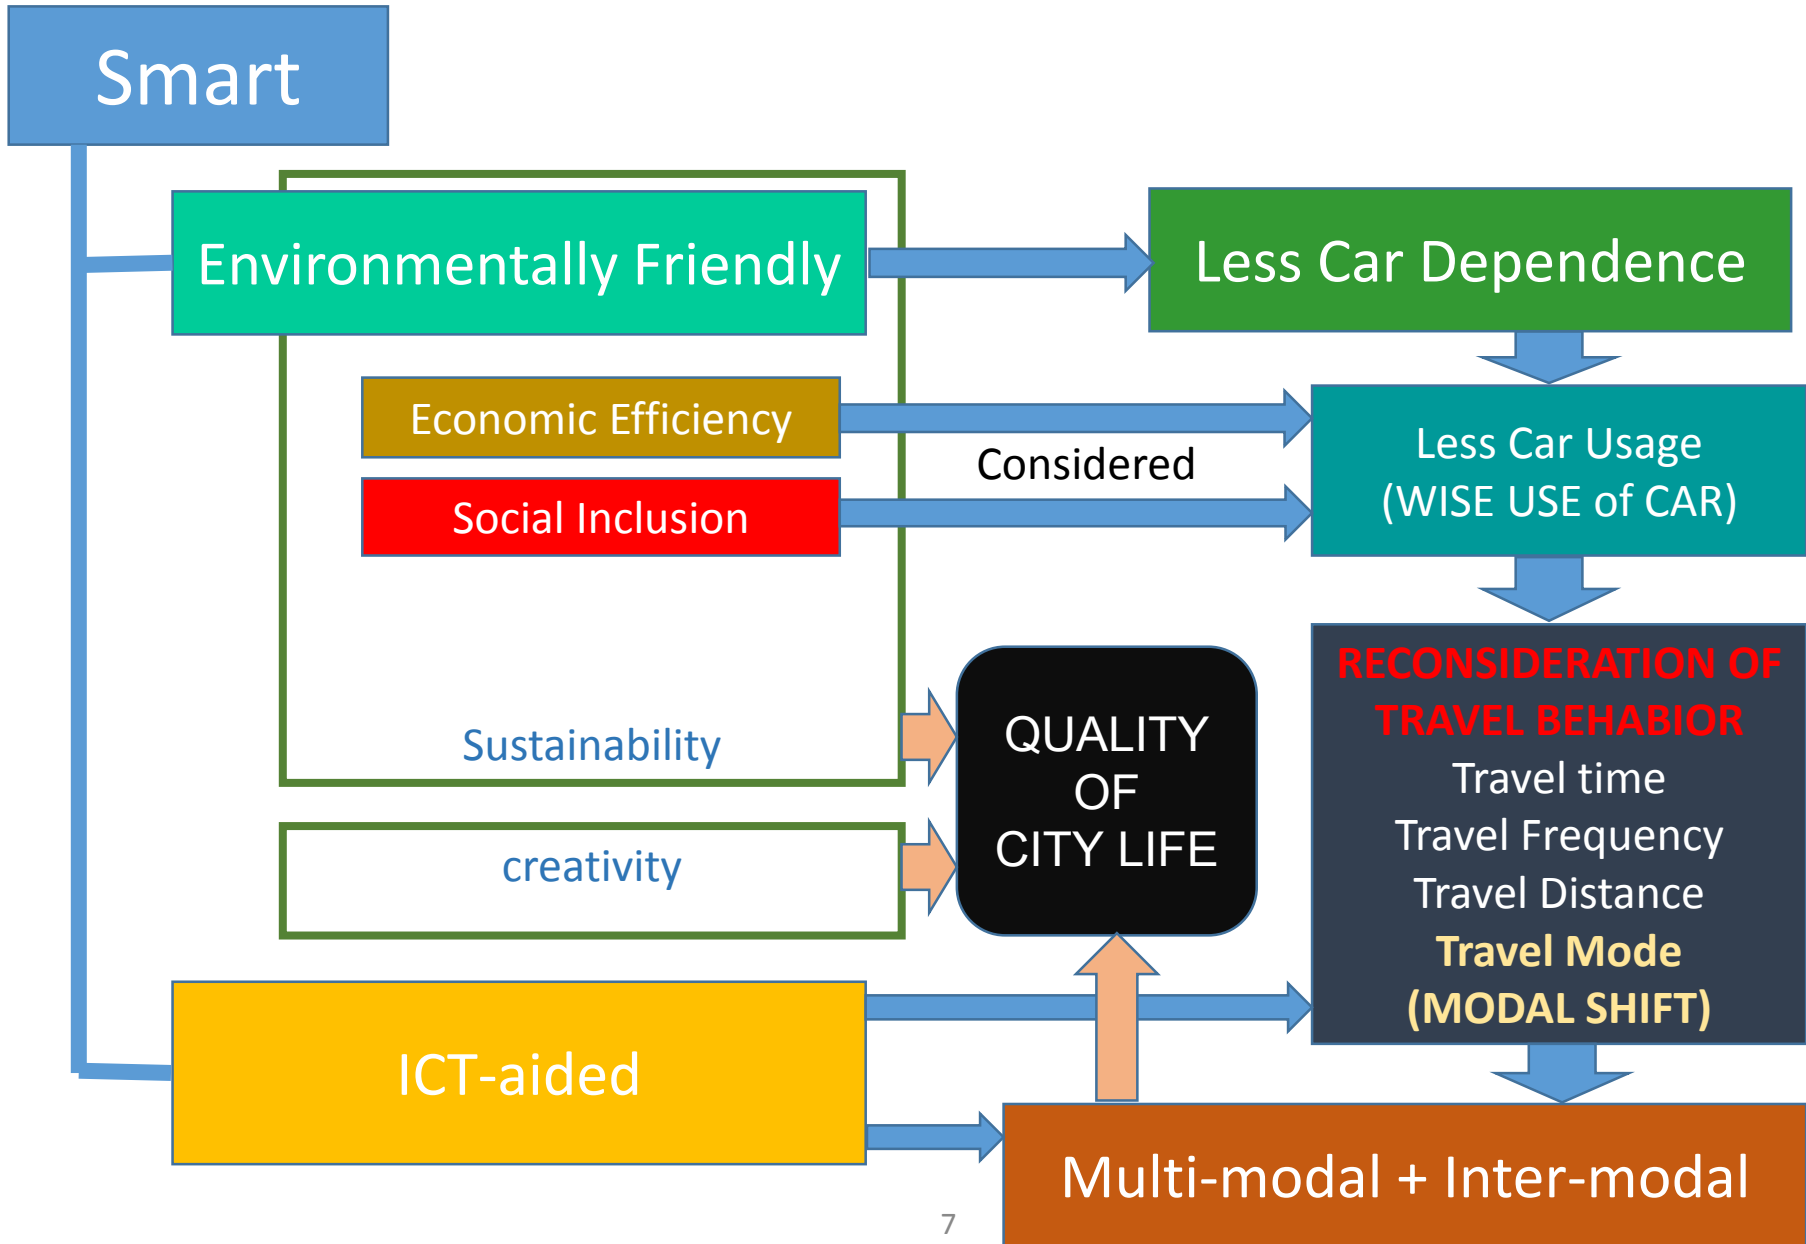 Smart
Environmentally Friendly
Less Car Dependence
Economic Efficiency
Considered
Social Inclusion
Less Car Usage
(WISE USE of CAR)
Sustainability
creativity
QUALITY
OF
CITY LIFE
RECONSIDERATION OF
TRAVEL BEHABIOR
Travel time
Travel Frequency
Travel Distance
Travel Mode
(MODAL SHIFT)
ICT-aided
Multi-modal + Inter-modal
7